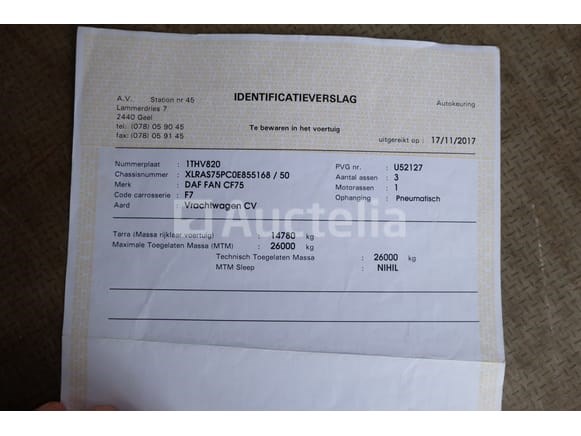 IDENTIFICATIEVERSLAG
A.V. Station nr 45
Lammerdries 7
2440 Geel
tel. (078) 05 90 45
fax: (078) 05 91 45
Autokeuring
Te bewaren in het voertuig
uitgereikt op : 17/11/2017
Nummerplaat : 1THV820
Chassisnummer : XLRAS75PC0E855168 / 50
Merk : DAF FAN CF75
Code carrosserie : F7
Aard : Vrachtwagen CV
PVG nr. : U52127
Aantal assen : 3
Motorassen : 1
Ophanging : Pneumatisch
Auctelia
Tarra (Massa rijklaar voertuig) : 14780 kg
Maximale Toegelaten Massa (MTM) : 26000 kg
Technisch Toegelaten Massa : 26000 kg
MTM Sleep : NIHIL